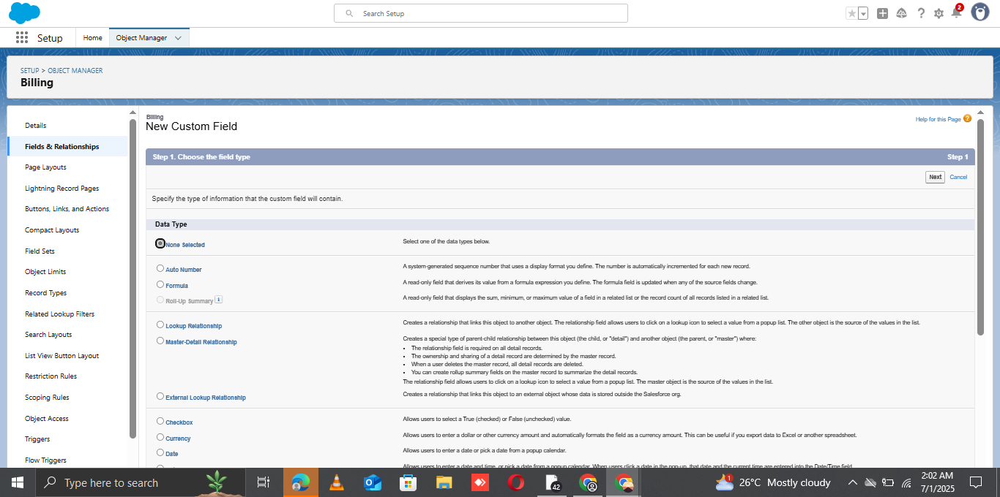 Search Setup
2
Setup
Home
Object Manager
SETUP > OBJECT MANAGER
Billing
Details
Fields & Relationships
Page Layouts
Lightning Record Pages
Buttons, Links, and Actions
Compact Layouts
Field Sets
Object Limits
Record Types
Related Lookup Filters
Search Layouts
List View Button Layout
Restriction Rules
Scoping Rules
Object Access
Triggers
Flow Triggers
Billing
New Custom Field
Help for this Page ?
Step 1. Choose the field type Step 1
Next Cancel
Specify the type of information that the custom field will contain.
Data Type
None Selected Select one of the data types below.
Auto Number A system-generated sequence number that uses a display format you define. The number is automatically incremented for each new record.
Formula A read-only field that derives its value from a formula expression you define. The formula field is updated when any of the source fields change.
Roll-Up Summary i A read-only field that displays the sum, minimum, or maximum value of a field in a related list or the record count of all records listed in a related list.
Lookup Relationship Creates a relationship that links this object to another object. The relationship field allows users to click on a lookup icon to select a value from a popup list. The other object is the source of the values in the list.
Master-Detail Relationship Creates a special type of parent-child relationship between this object (the child, or "detail") and another object (the parent, or "master") where:
• The relationship field is required on all detail records.
• The ownership and sharing of a detail record are determined by the master record.
• When a user deletes the master record, all detail records are deleted.
• You can create rollup summary fields on the master record to summarize the detail records.
The relationship field allows users to click on a lookup icon to select a value from a popup list. The master object is the source of the values in the list.
External Lookup Relationship Creates a relationship that links this object to an external object whose data is stored outside the Salesforce org.
Checkbox Allows users to select a True (checked) or False (unchecked) value.
Currency Allows users to enter a dollar or other currency amount and automatically formats the field as a currency amount. This can be useful if you export data to Excel or another spreadsheet.
Date Allows users to enter a date or pick a date from a popup calendar.
Allows users to enter a date and time, or pick a date from a popup calendar. When users click a date in the pop-up, that date and the current time are entered into the Date/Time field.
Type here to search
42
1
26°C Mostly cloudy
2:02 AM
7/1/2025